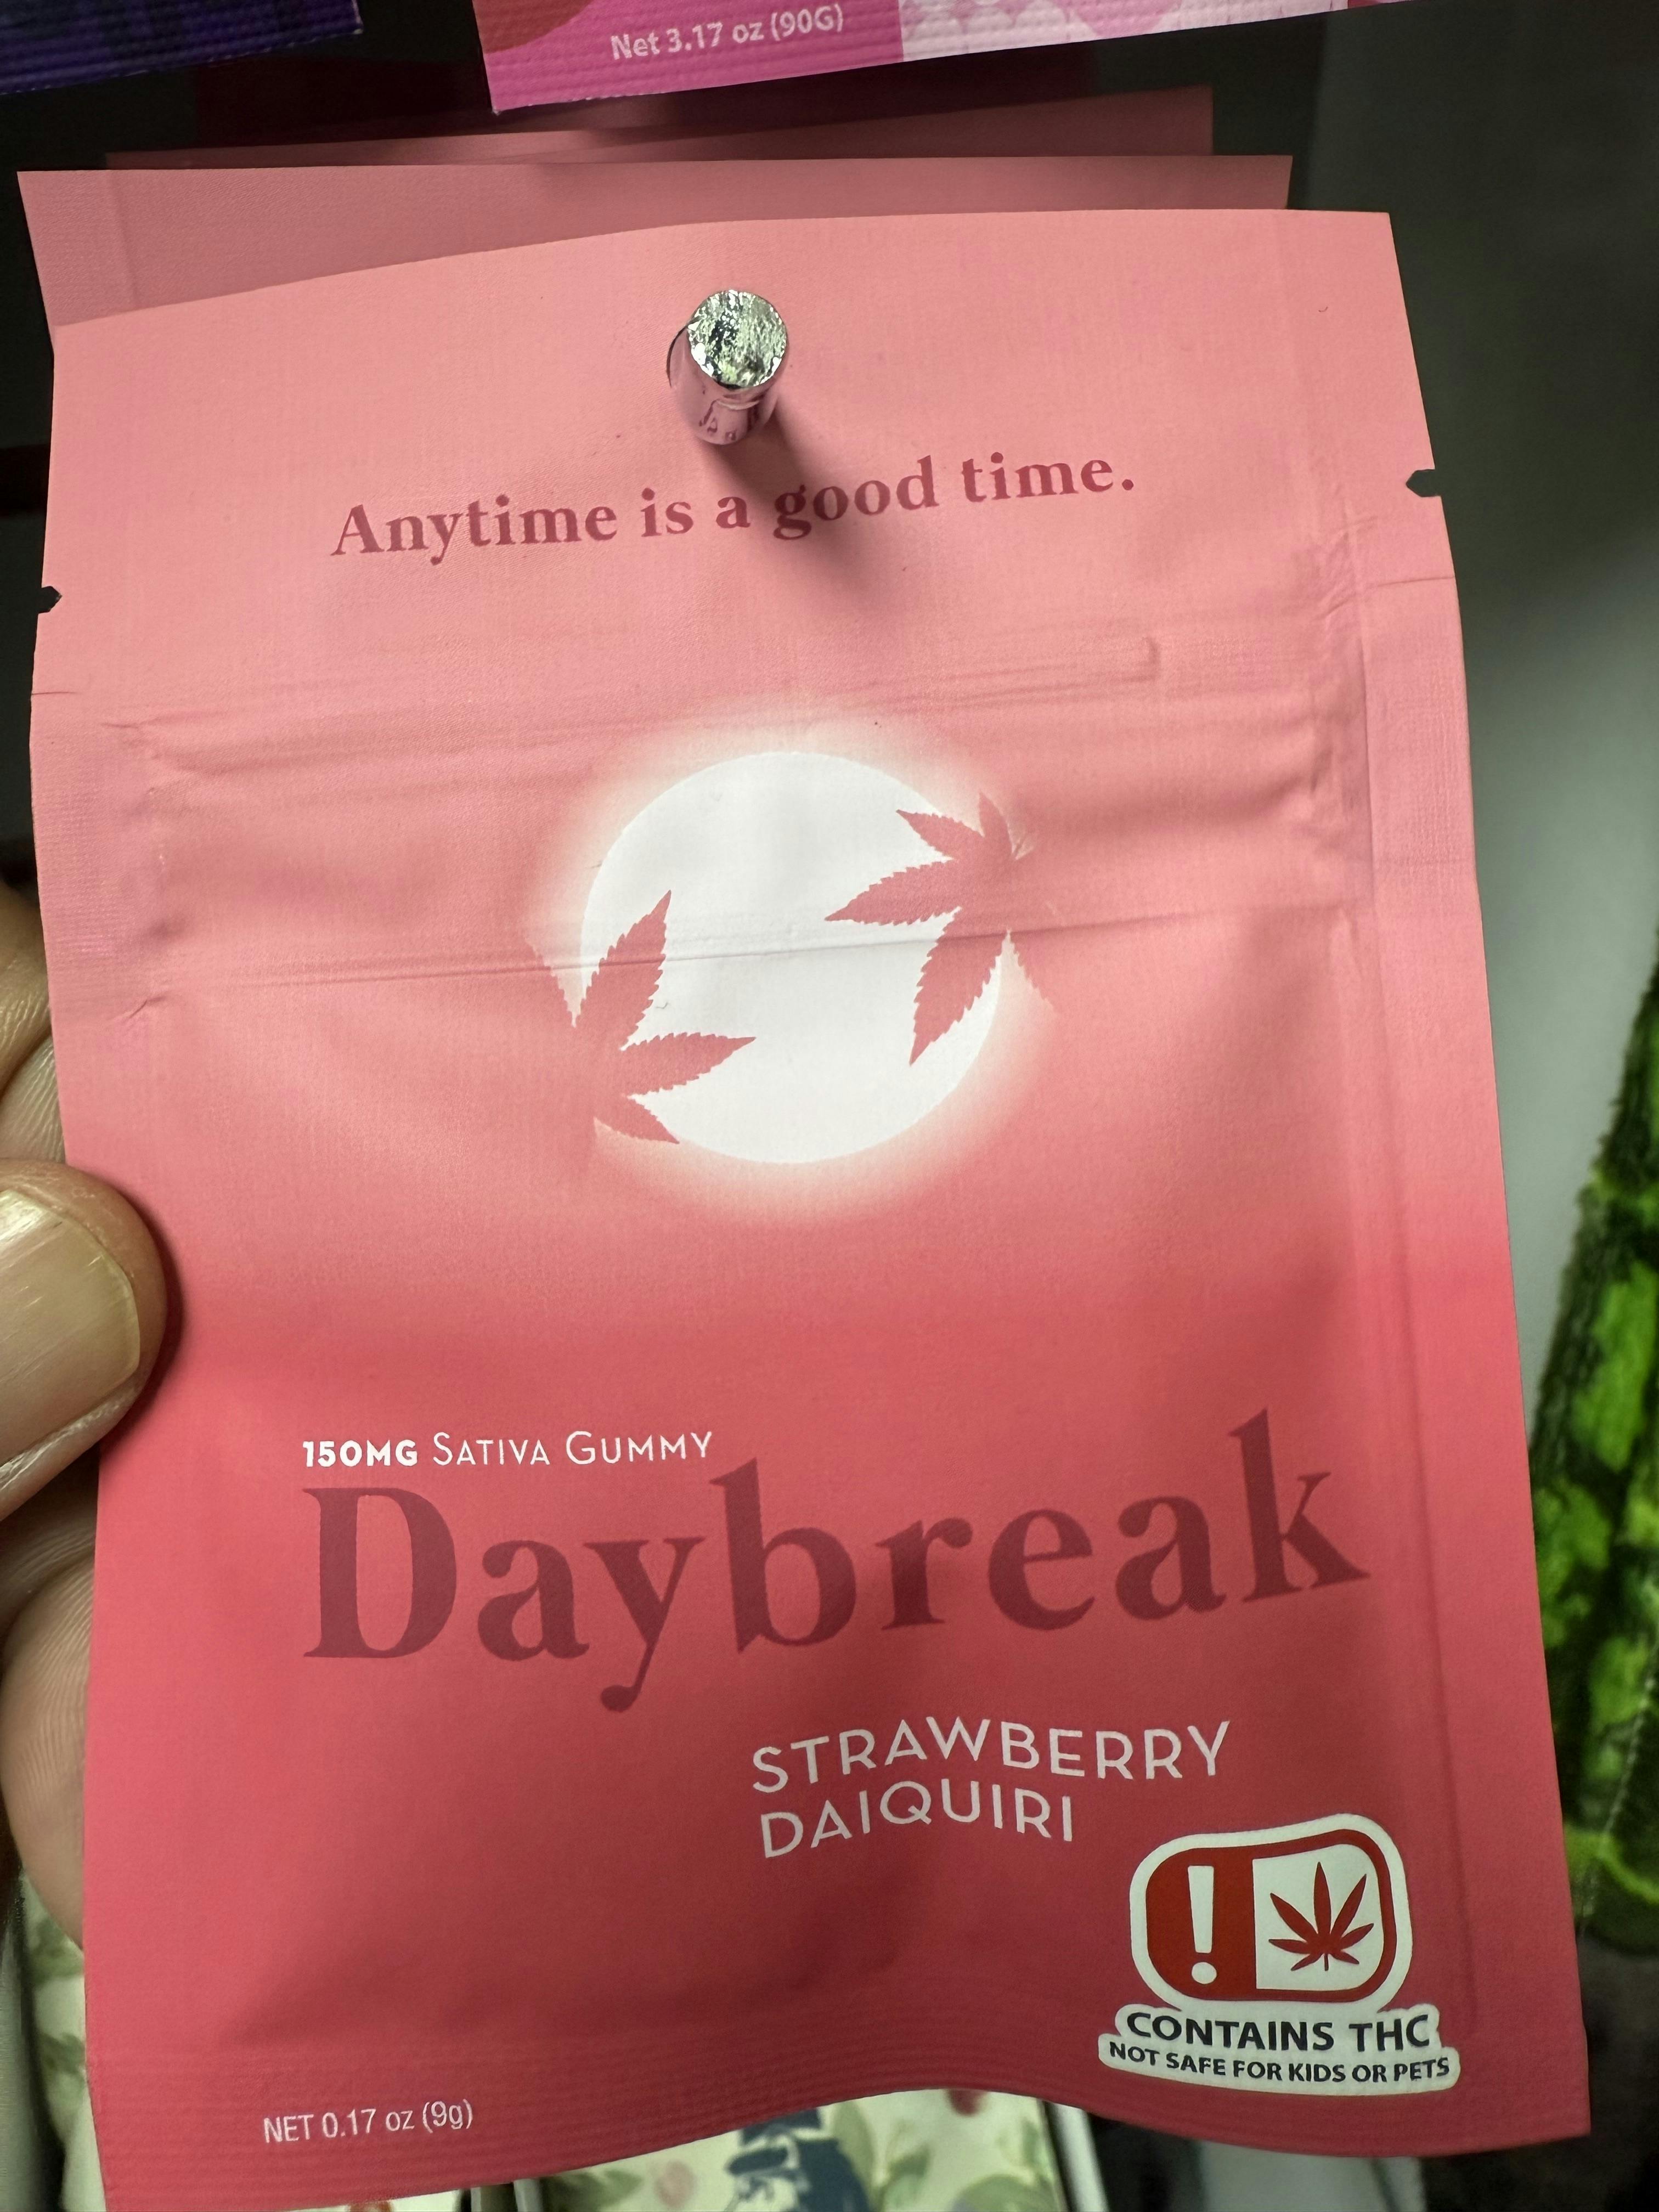 Net 3.17 oz (90G)
Anytime is a good time.
150MG SATIVA GUMMY
Daybreak
STRAWBERRY
DAIQUIRI
!
CONTAINS THC
NOT SAFE FOR KIDS OR PETS
NET 0.17 oz (9g)